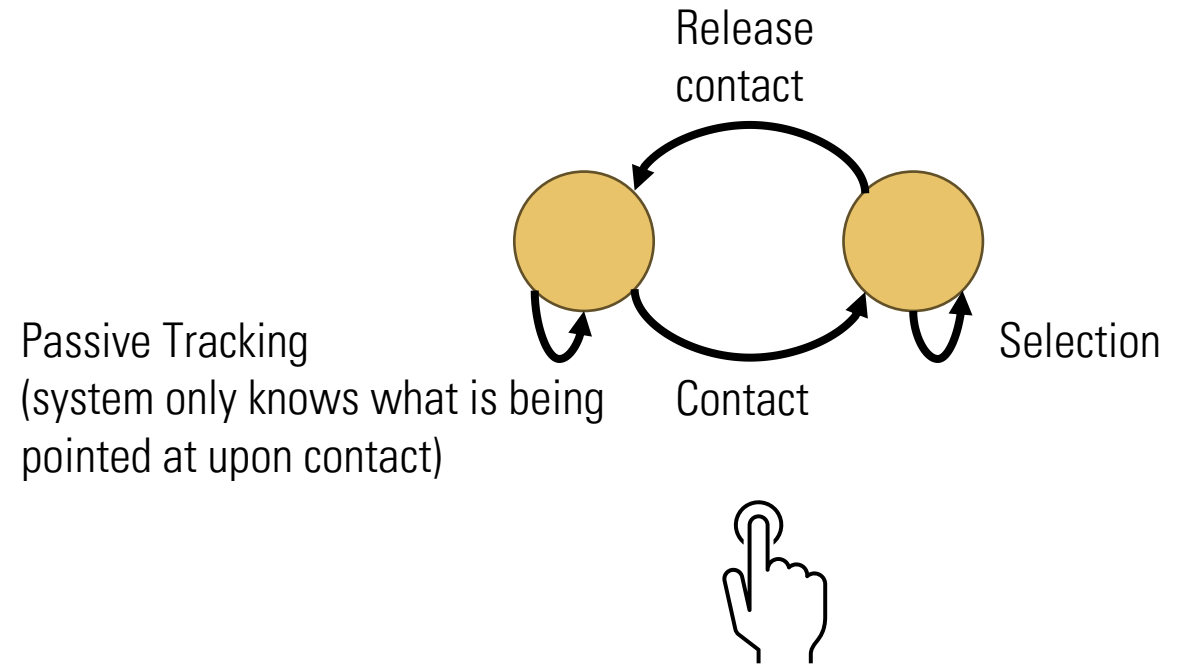 Release
contact
Passive Tracking
(system only knows what is being
pointed at upon contact)
Contact
Selection